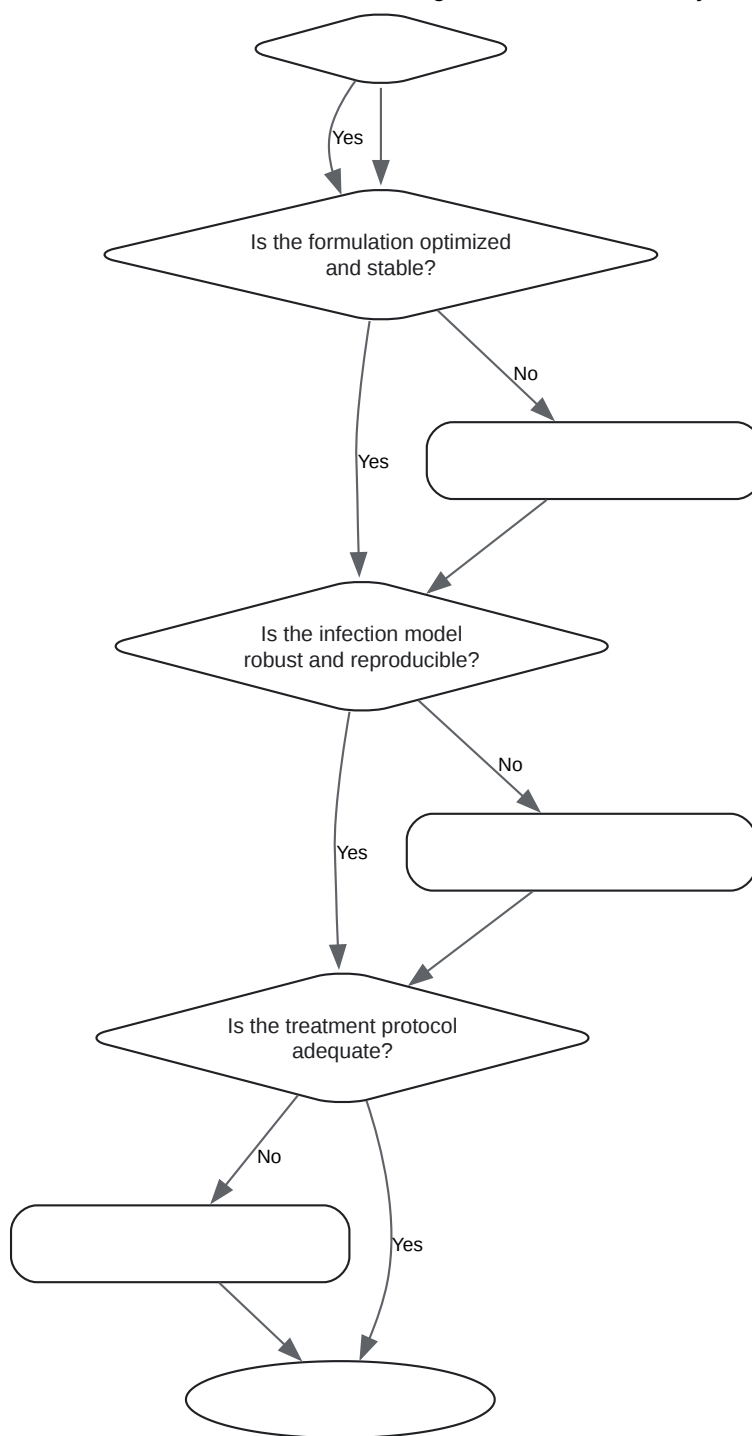 Yes
Is the formulation optimized
and stable?
No
Yes
Is the infection model
robust and reproducible?
No
Yes
Is the treatment protocol
adequate?
No
Yes